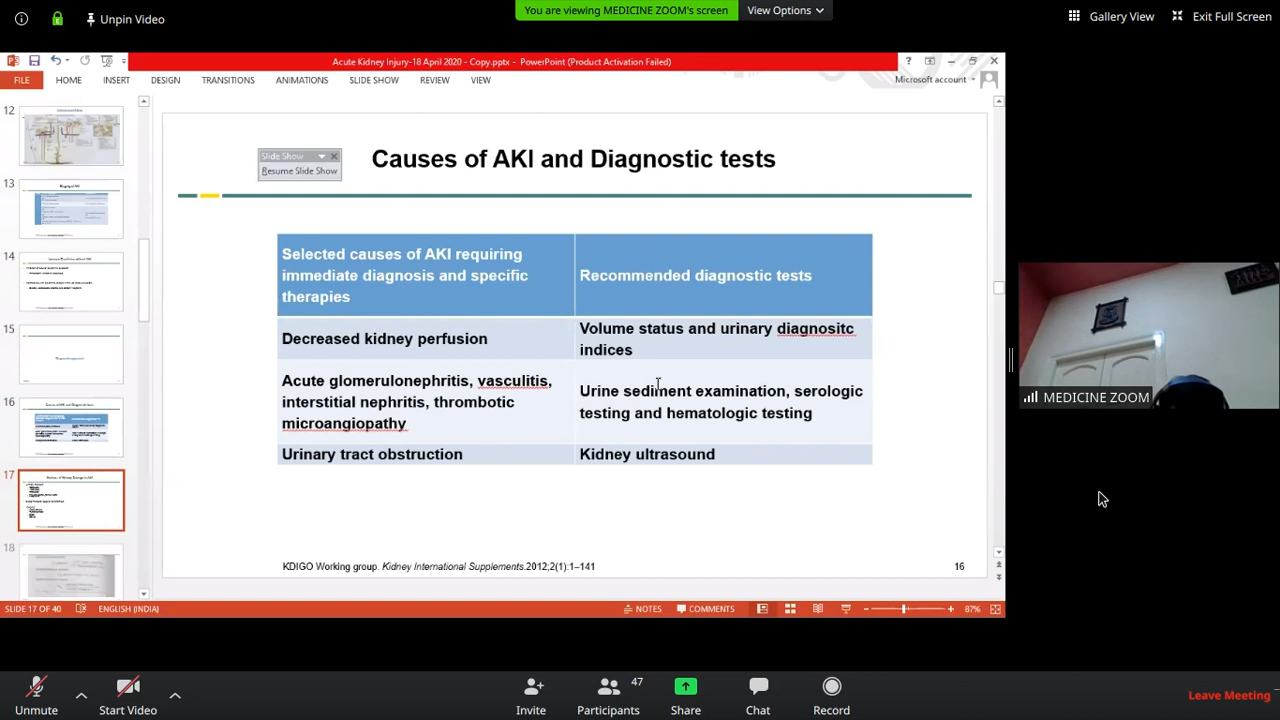 Pin Video
You are viewing MEDICINE ZOOM's screen
View Options
Unpin Video
Gallery View
Exit Full Screen
Acute Kidney Injury-18 April 2020 - Copy.pptx - PowerPoint (Product Activation Failed)
FILE HOME INSERT DESIGN TRANSITIONS ANIMATIONS SLIDE SHOW REVIEW VIEW
Microsoft account
12
13
14
15
16
17
18
Slide Show
Resume Slide Show
Causes of AKI and Diagnostic tests
Selected causes of AKI requiring
immediate diagnosis and specific
therapies
Recommended diagnostic tests
Decreased kidney perfusion
Volume status and urinary diagnositc
indices
Acute glomerulonephritis, vasculitis,
interstitial nephritis, thrombotic
microangiopathy
Urine sediment examination, serologic
testing and hematologic testing
Urinary tract obstruction
Kidney ultrasound
KDIGO Working group. Kidney International Supplements.2012;2(1):1–141
16
MEDICINE ZOOM
SLIDE 17 OF 40
ENGLISH (INDIA)
NOTES
COMMENTS
87%
Unmute
Start Video
Invite
47
Participants
Share
Chat
Record
Leave Meeting